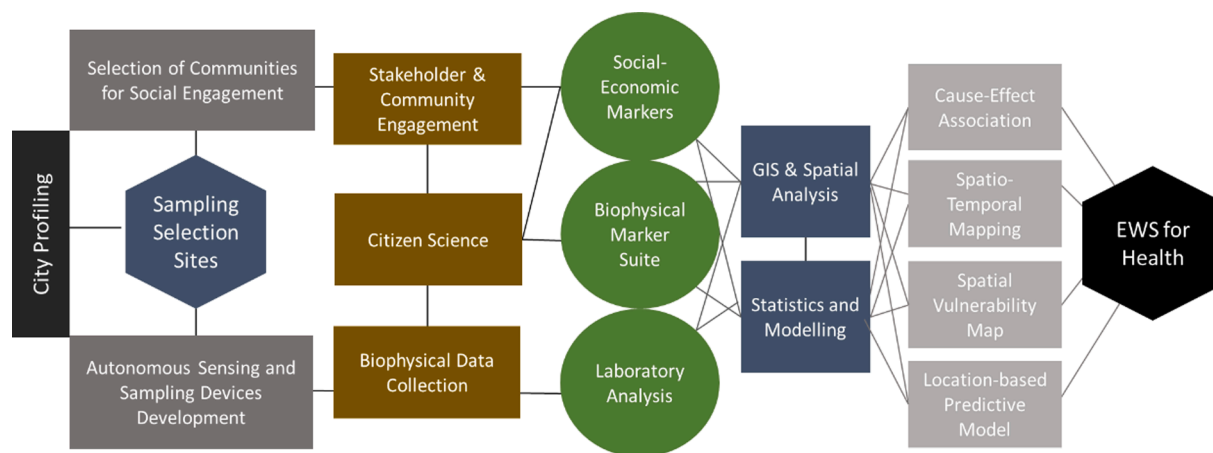 City Profiling
Selection of Communities
for Social Engagement
Sampling
Selection
Sites
Autonomous Sensing and
Sampling Devices
Development
Stakeholder &
Community
Engagement
Citizen Science
Biophysical Data
Collection
Social-
Economic
Markers
Biophysical
Marker
Suite
Laboratory
Analysis
GIS & Spatial
Analysis
Statistics and
Modelling
Cause-Effect
Association
Spatio-
Temporal
Mapping
Spatial
Vulnerability
Map
Location-based
Predictive
Model
EWS for
Health